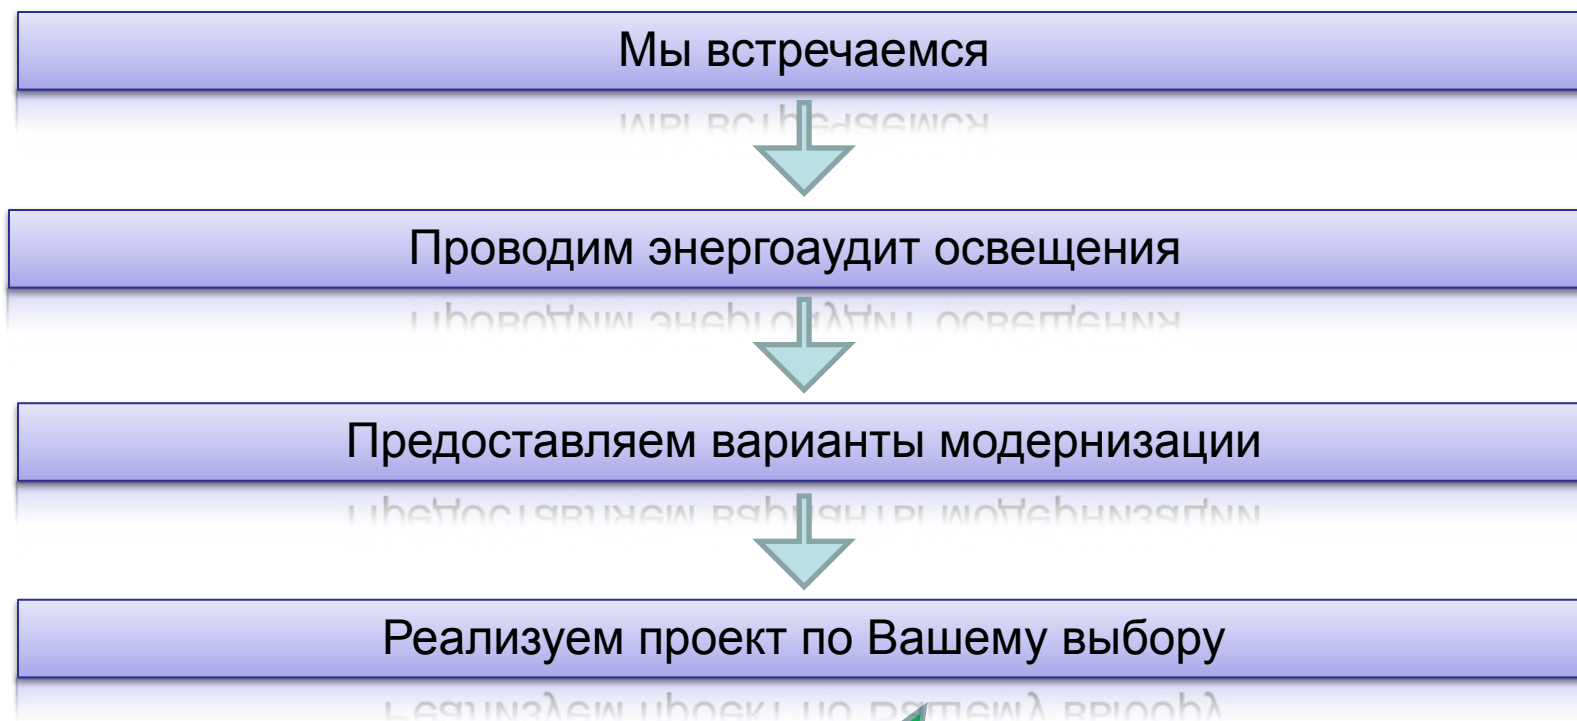 Мы встречаемся
Проводим энергоаудит освещения
Предоставляем варианты модернизации
Реализуем проект по Вашему выбору